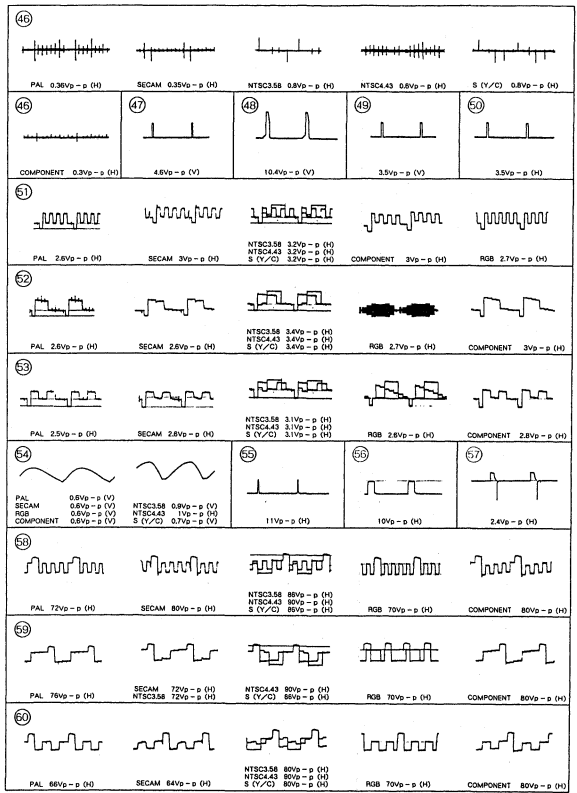 46
PAL 0.36Vp-p (H) SECAM 0.35Vp-p (H) NTSC3.58 0.8Vp-p (H) NTSC4.43 0.6Vp-p (H) S (Y/C) 0.8Vp-p (H)
46 47 48 49 50
COMPONENT 0.3Vp-p (H) 4.6Vp-p (V) 10.4Vp-p (V) 3.5Vp-p (V) 3.5Vp-p (H)
51
NTSC3.58 3.2Vp-p (H)
NTSC4.43 3.2Vp-p (H)
PAL 2.6Vp-p (H) SECAM 3Vp-p (H) S (Y/C) 3.2Vp-p (H) COMPONENT 3Vp-p (H) RGB 2.7Vp-p (H)
52
NTSC3.58 3.4Vp-p (H)
NTSC4.43 3.4Vp-p (H)
PAL 2.6Vp-p (H) SECAM 2.6Vp-p (H) S (Y/C) 3.4Vp-p (H) RGB 2.7Vp-p (H) COMPONENT 3Vp-p (H)
53
NTSC3.58 3.1Vp-p (H)
NTSC4.43 3.1Vp-p (H)
PAL 2.5Vp-p (H) SECAM 2.8Vp-p (H) S (Y/C) 3.1Vp-p (H) RGB 2.6Vp-p (H) COMPONENT 2.8Vp-p (H)
54 55 56 57
PAL 0.6Vp-p (V)
SECAM 0.6Vp-p (V) NTSC3.58 0.9Vp-p (V)
RGB 0.6Vp-p (V) NTSC4.43 1Vp-p (H)
COMPONENT 0.6Vp-p (V) S (Y/C) 0.7Vp-p (V) 11Vp-p (H) 10Vp-p (H) 2.4Vp-p (H)
58
NTSC3.58 86Vp-p (H)
NTSC4.43 90Vp-p (H)
PAL 72Vp-p (H) SECAM 80Vp-p (H) S (Y/C) 86Vp-p (H) RGB 70Vp-p (H) COMPONENT 80Vp-p (H)
59
SECAM 72Vp-p (H) NTSC4.43 90Vp-p (H)
PAL 76Vp-p (H) NTSC3.58 72Vp-p (H) S (Y/C) 86Vp-p (H) RGB 70Vp-p (H) COMPONENT 80Vp-p (H)
60
NTSC3.58 80Vp-p (H)
NTSC4.43 90Vp-p (H)
PAL 66Vp-p (H) SECAM 64Vp-p (H) S (Y/C) 80Vp-p (H) RGB 70Vp-p (H) COMPONENT 80Vp-p (H)